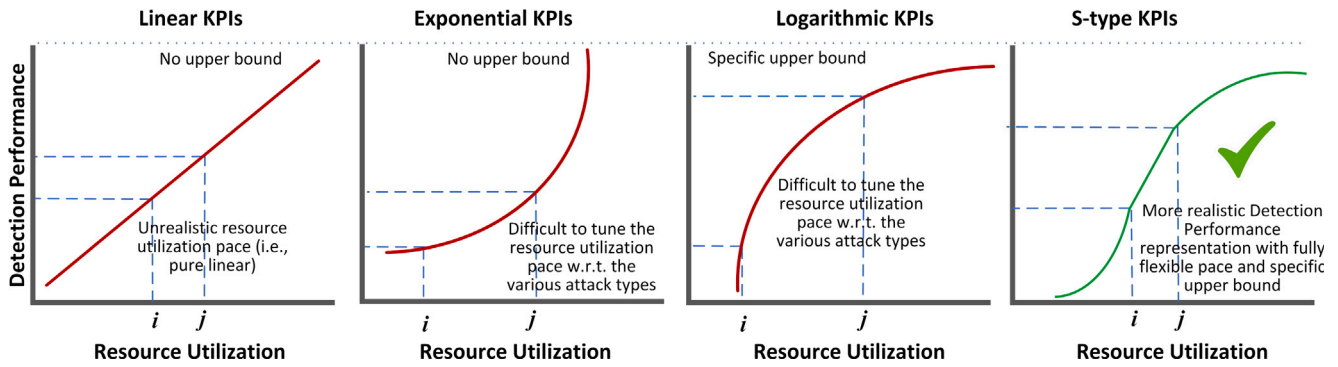 Linear KPIs
Exponential KPIs
Logarithmic KPIs
S-type KPIs
Detection Performance
No upper bound
Unrealistic resource
utilization pace (i.e.,
pure linear)
i
j
Resource Utilization
No upper bound
Difficult to tune the
resource utilization
pace w.r.t. the
various attack types
i
j
Resource Utilization
Specific upper bound
Difficult to tune the
resource utilization
pace w.r.t. the
various attack types
i
j
Resource Utilization
More realistic Detection
Performance
representation with fully
flexible pace and specific
upper bound
i
j
Resource Utilization